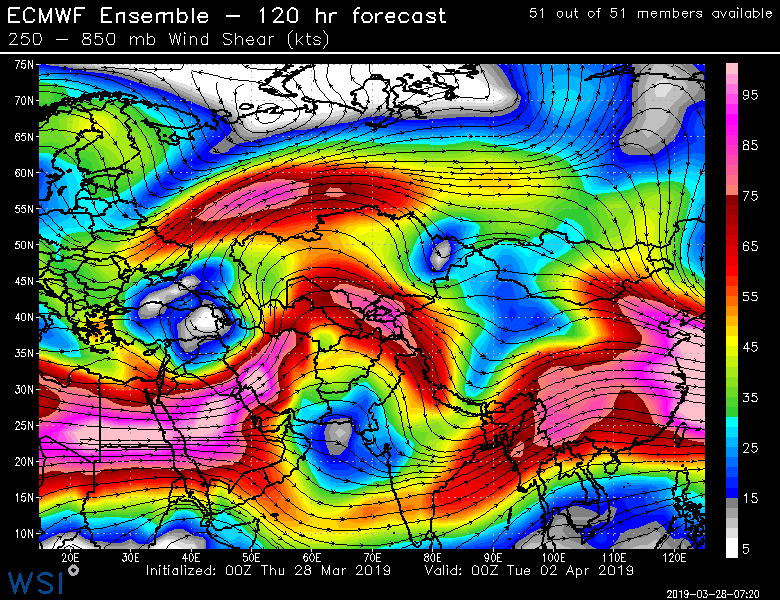 ECMWF Ensemble – 120 hr forecast
51 out of 51 members available
250 – 850 mb Wind Shear (kts)
75N
70N
65N
60N
55N
50N
45N
40N
35N
30N
25N
20N
15N
10N
95
85
75
65
55
45
35
25
15
5
20E 30E 40E 50E 60E 70E 80E 90E 100E 110E 120E
Initialized: 00Z Thu 28 Mar 2019 Valid: 00Z Tue 02 Apr 2019
WSI
2019-03-28-07:20